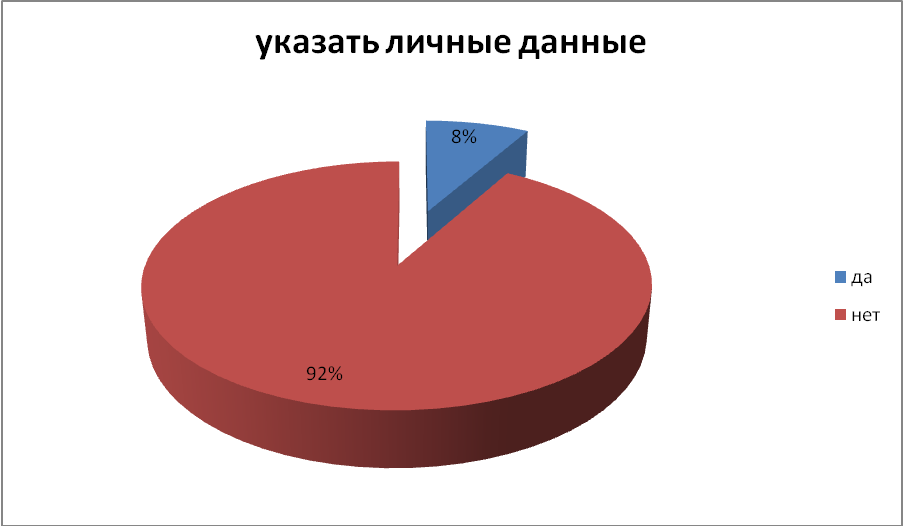 указать личные данные
8%
92%
да
нет